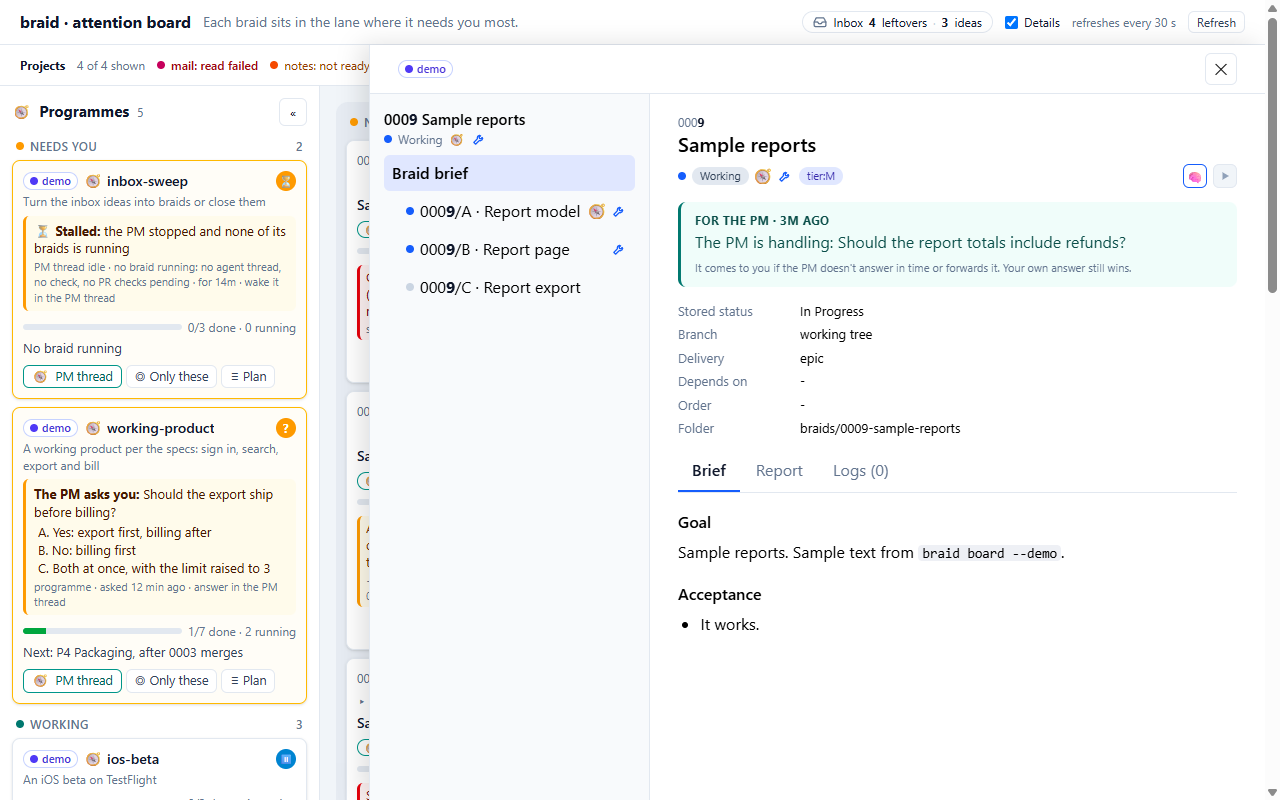 braid · attention board
Each braid sits in the lane where it needs you most.
Inbox 4 leftovers · 3 ideas
Details
refreshes every 30 s
Refresh
Projects
4 of 4 shown
mail: read failed
notes: not ready
Programmes 5
«
NEEDS YOU 2
demo
inbox-sweep
Turn the inbox ideas into braids or close them
Stalled: the PM stopped and none of its
braids is running
PM thread idle · no braid running: no agent thread,
no check, no PR checks pending · for 14m · wake it
in the PM thread
0/3 done · 0 running
No braid running
PM thread
Only these
Plan
demo
working-product
?
A working product per the specs: sign in, search,
export and bill
The PM asks you: Should the export ship
before billing?
A. Yes: export first, billing after
B. No: billing first
C. Both at once, with the limit raised to 3
programme · asked 12 min ago · answer in the PM
thread
1/7 done · 2 running
Next: P4 Packaging, after 0003 merges
PM thread
Only these
Plan
WORKING 3
demo
ios-beta
An iOS beta on TestFlight
demo
0009 Sample reports
Working
Braid brief
0009/A · Report model
0009/B · Report page
0009/C · Report export
0009
Sample reports
Working
tier:M
FOR THE PM · 3M AGO
The PM is handling: Should the report totals include refunds?
It comes to you if the PM doesn't answer in time or forwards it. Your own answer still wins.
Stored status In Progress
Branch working tree
Delivery epic
Depends on -
Order -
Folder braids/0009-sample-reports
Brief
Report
Logs (0)
Goal
Sample reports. Sample text from braid board --demo.
Acceptance
• It works.